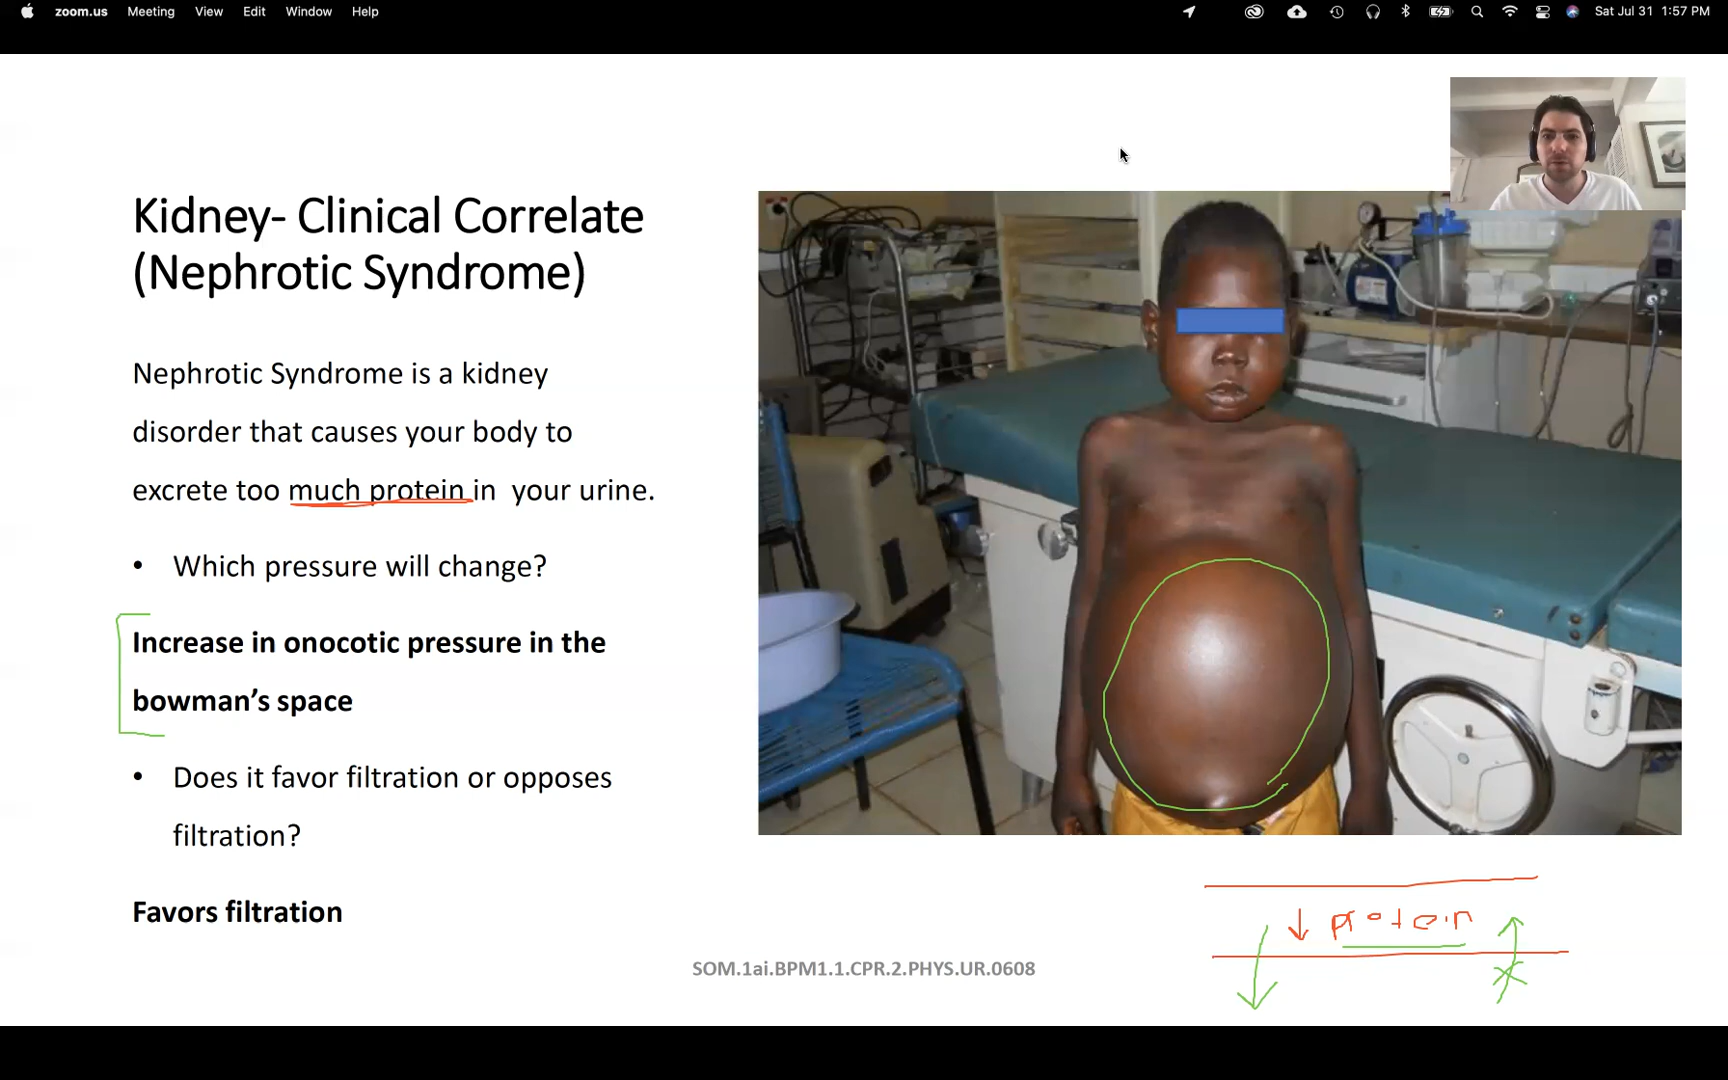 zoom.us Meeting View Edit Window Help Sat Jul 31 1:57 PM
Kidney- Clinical Correlate
(Nephrotic Syndrome)
Nephrotic Syndrome is a kidney
disorder that causes your body to
excrete too much protein in your urine.
• Which pressure will change?
Increase in onocotic pressure in the
bowman’s space
• Does it favor filtration or opposes
filtration?
Favors filtration
↓ protein
SOM.1ai.BPM1.1.CPR.2.PHYS.UR.0608